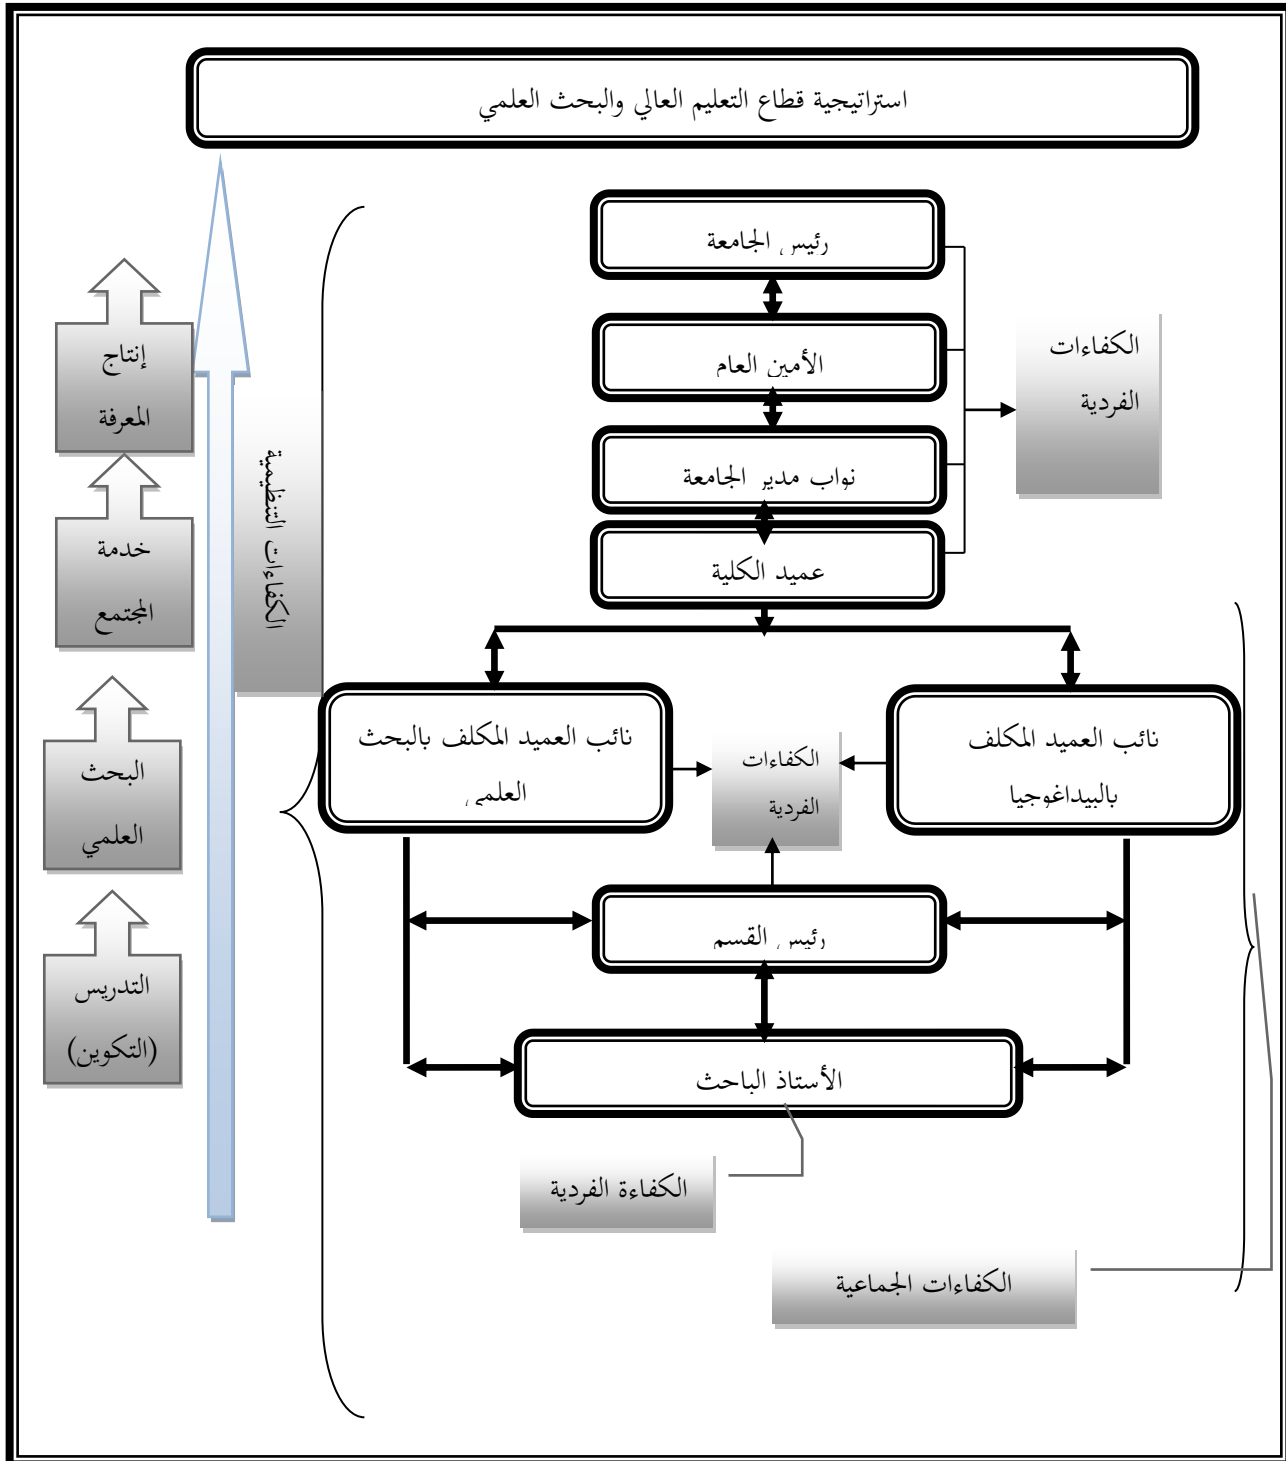 استراتيجية قطاع التعليم العالي والبحث العلمي
رئيس الجامعة
الأمين العام
نواب مدير الجامعة
عميد الكلية
الكفاءات
الفردية
نائب العميد المكلف
بالبيداغوجيا
الكفاءات
الفردية
نائب العميد المكلف بالبحث
العلمي
رئيس القسم
الأستاذ الباحث
الكفاءة الفردية
الكفاءات الجماعية
الكفاءات التنظيمية
إنتاج
المعرفة
خدمة
المجتمع
البحث
العلمي
التدريس
(التكوين)